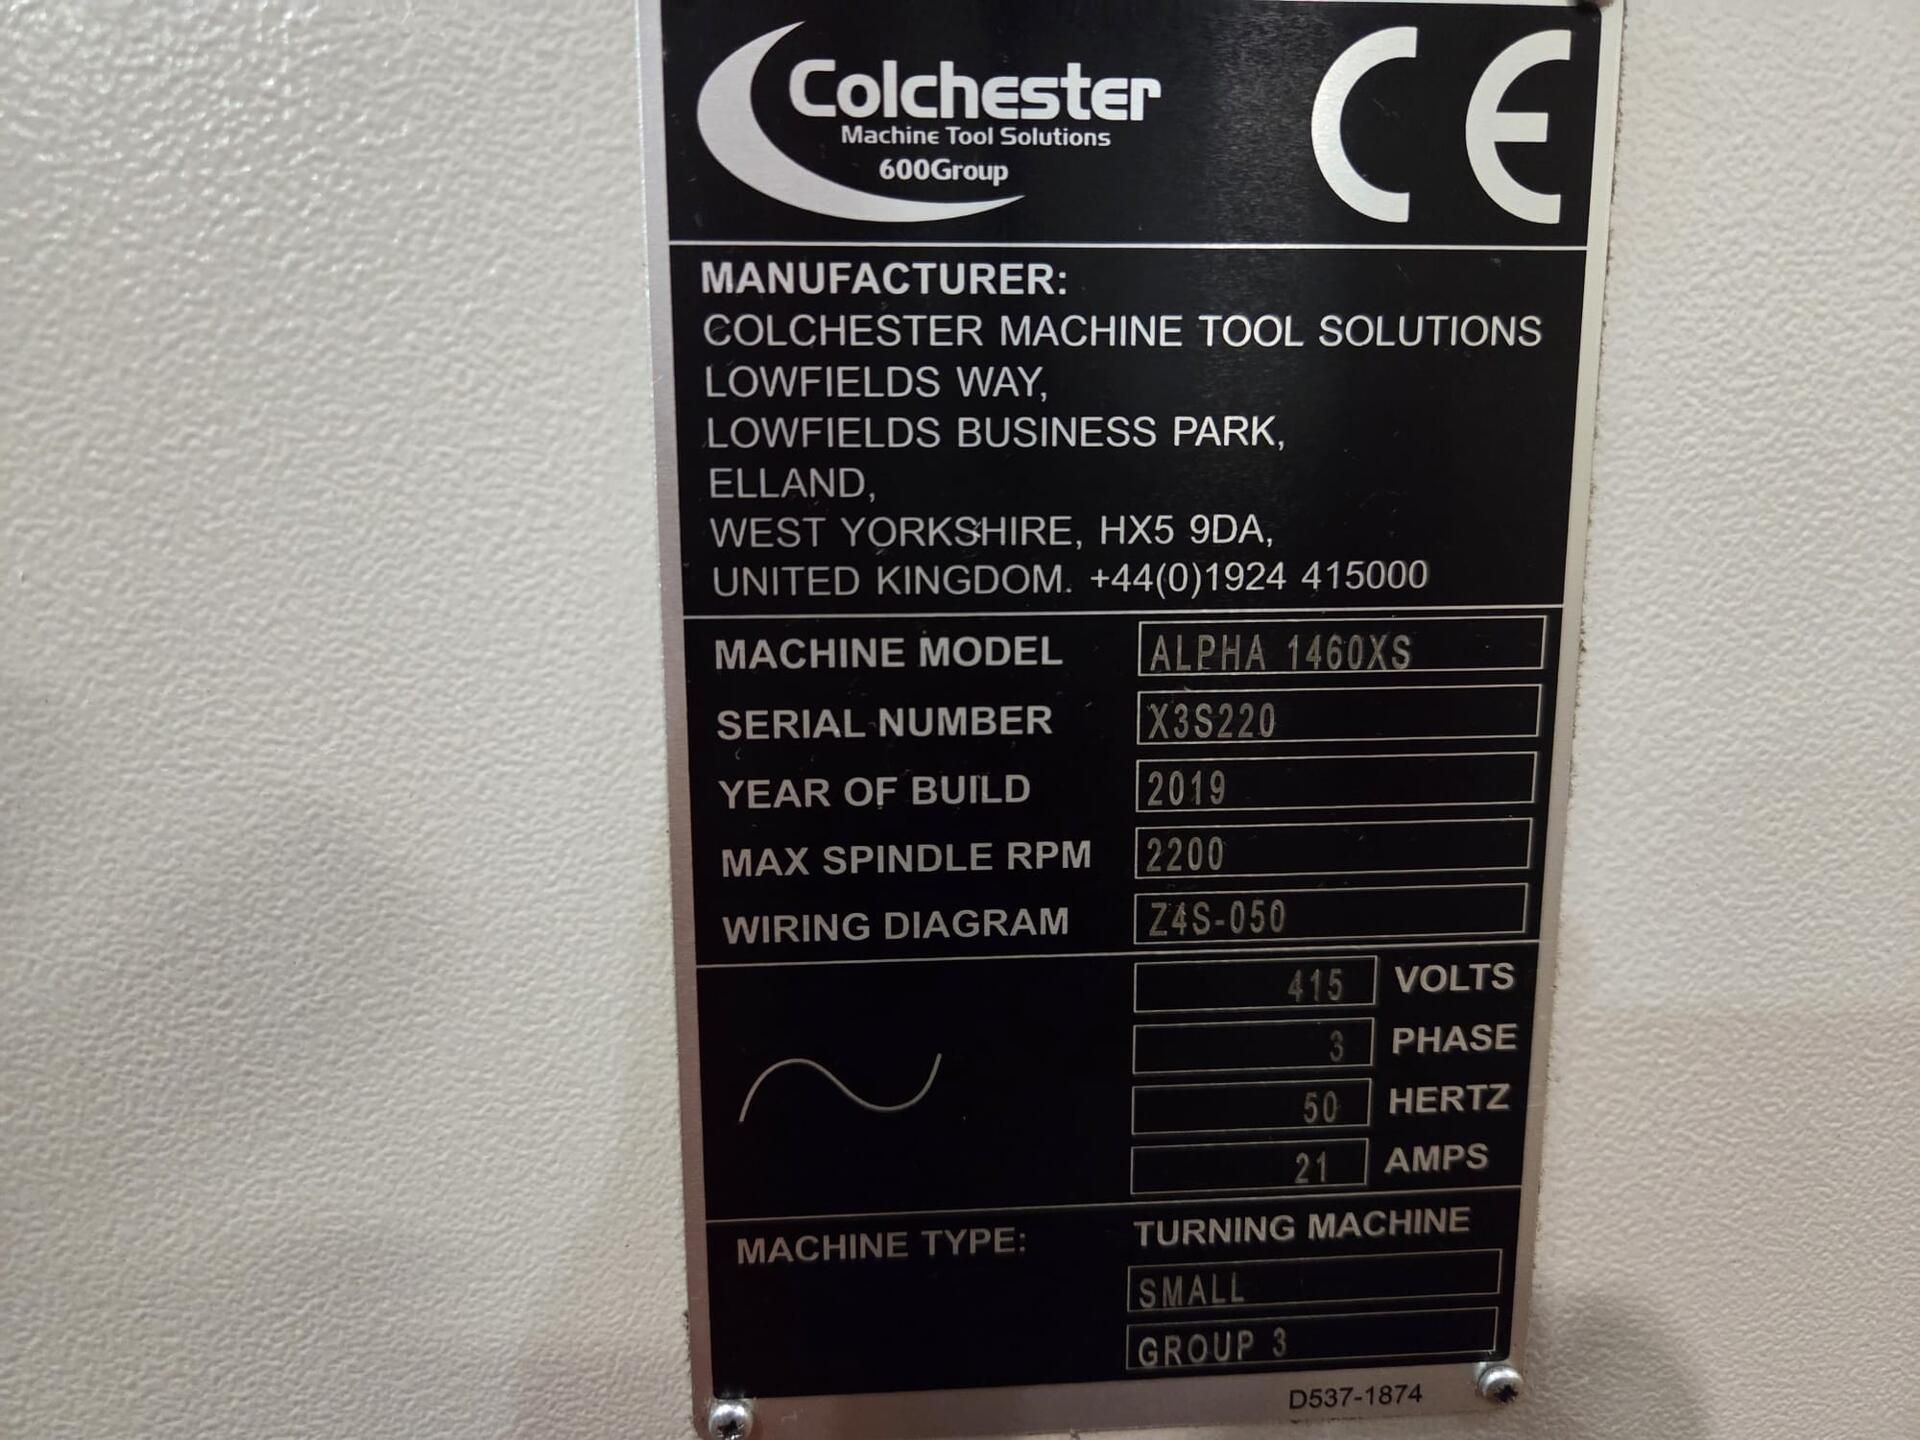 Colchester
Machine Tool Solutions
600Group
CE
MANUFACTURER:
COLCHESTER MACHINE TOOL SOLUTIONS
LOWFIELDS WAY,
LOWFIELDS BUSINESS PARK,
ELLAND,
WEST YORKSHIRE, HX5 9DA,
UNITED KINGDOM. +44(0)1924 415000
MACHINE MODEL ALPHA 1460XS
SERIAL NUMBER X3S220
YEAR OF BUILD 2019
MAX SPINDLE RPM 2200
WIRING DIAGRAM Z4S-050
415 VOLTS
3 PHASE
50 HERTZ
21 AMPS
MACHINE TYPE: TURNING MACHINE
SMALL
GROUP 3
D537-1874